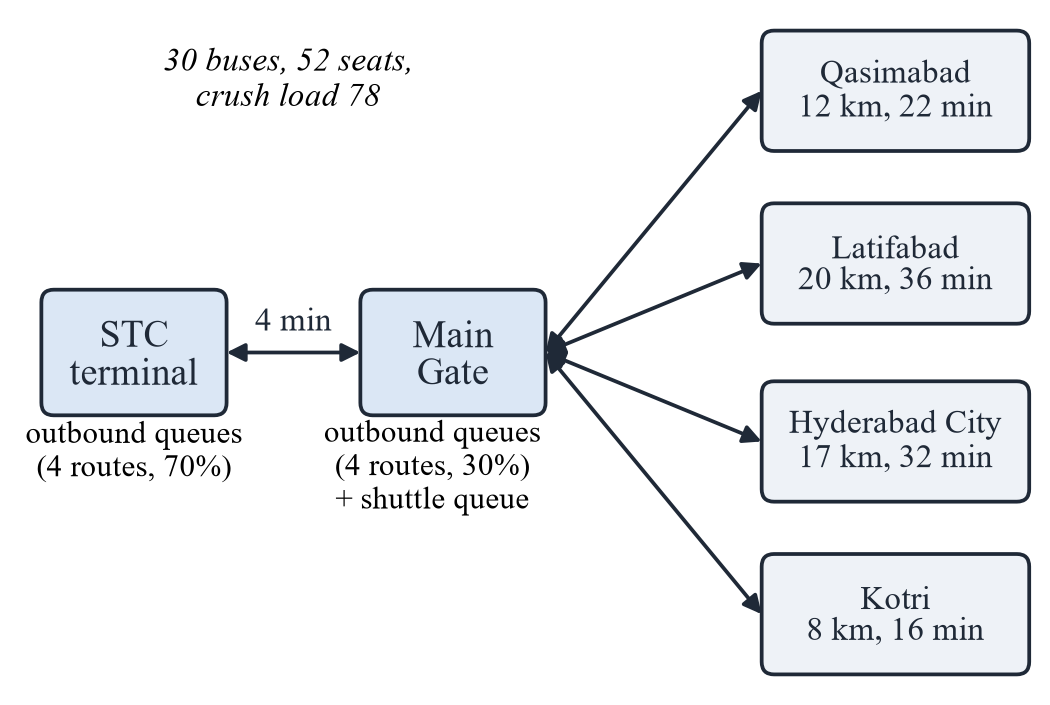 30 buses, 52 seats,
crush load 78
STC
terminal
4 min
Main
Gate
outbound queues
(4 routes, 70%)
outbound queues
(4 routes, 30%)
+ shuttle queue
Qasimabad
12 km, 22 min
Latifabad
20 km, 36 min
Hyderabad City
17 km, 32 min
Kotri
8 km, 16 min